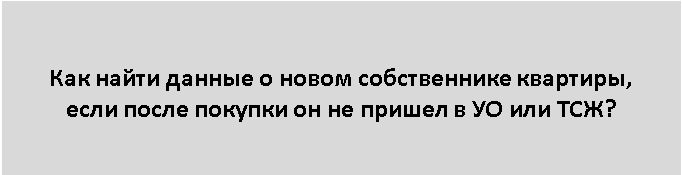 Как найти данные о новом собственнике квартиры,
если после покупки он не пришел в УО или ТСЖ?